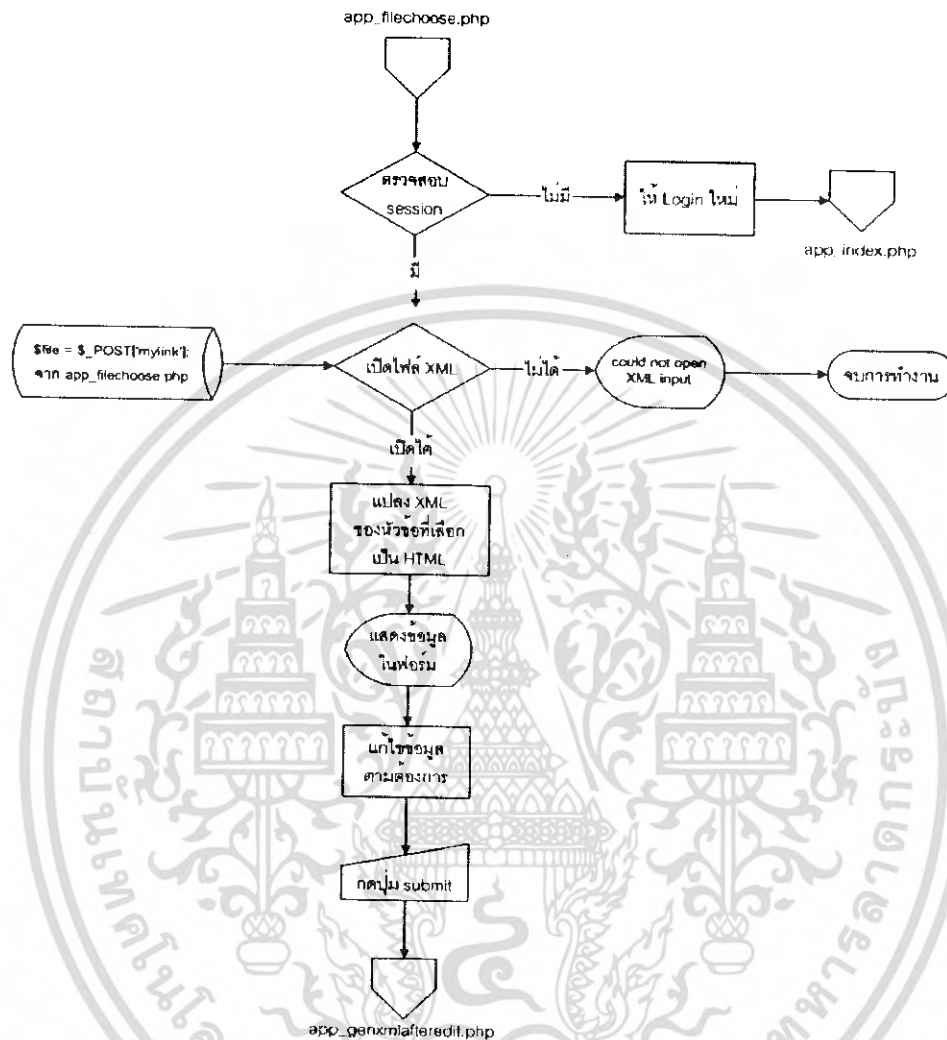 app_filechoose.php
ตรวจสอบ
session
ไม่มี
ให้ Login ใหม่
app_index.php
มี
$file = $_POST['mylink'];
จาก app_filechoose.php
เปิดไฟล์ XML
ไม่ได้
could not open
XML input
จบการทำงาน
เปิดได้
แปลง XML
ของหัวข้อที่เลือก
เป็น HTML
แสดงข้อมูล
ในฟอร์ม
แก้ไขข้อมูล
ตามต้องการ
กดปุ่ม submit
app_genxmlafteredit.php